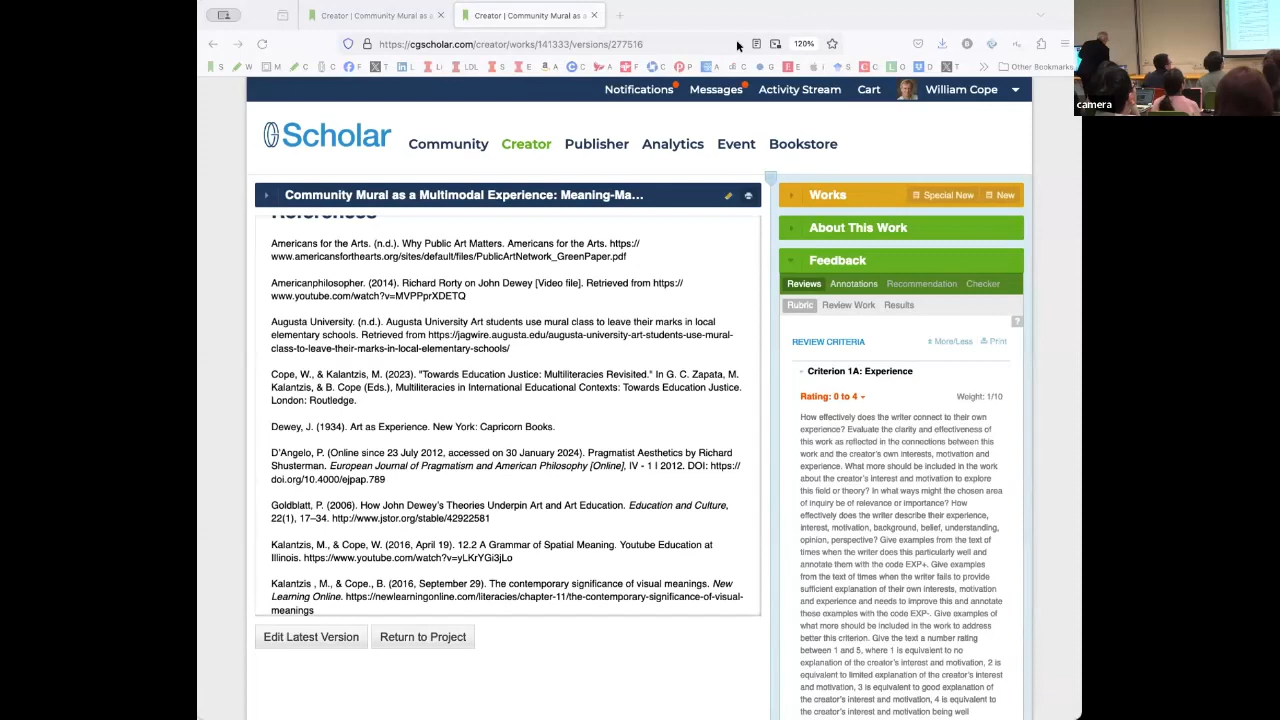 Creator | Community Mural as a
Creator | Community Mural as a
https://cgscholar.com/creator/works/141333/versions/277516
120%
Other Bookmarks
camera
Notifications Messages Activity Stream Cart William Cope
Scholar Community Creator Publisher Analytics Event Bookstore
Community Mural as a Multimodal Experience: Meaning-Ma...
References
Americans for the Arts. (n.d.). Why Public Art Matters. Americans for the Arts. https://
www.americansforthearts.org/sites/default/files/PublicArtNetwork_GreenPaper.pdf
Americanphilosopher. (2014). Richard Rorty on John Dewey [Video file]. Retrieved from https://
www.youtube.com/watch?v=MVPPprXDETQ
Augusta University. (n.d.). Augusta University Art students use mural class to leave their marks in local
elementary schools. Retrieved from https://jagwire.augusta.edu/augusta-university-art-students-use-mural-
class-to-leave-their-marks-in-local-elementary-schools/
Cope, W., & Kalantzis, M. (2023). "Towards Education Justice: Multiliteracies Revisited." In G. C. Zapata, M.
Kalantzis, & B. Cope (Eds.), Multiliteracies in International Educational Contexts: Towards Education Justice.
London: Routledge.
Dewey, J. (1934). Art as Experience. New York: Capricorn Books.
D'Angelo, P. (Online since 23 July 2012, accessed on 30 January 2024). Pragmatist Aesthetics by Richard
Shusterman. European Journal of Pragmatism and American Philosophy [Online], IV - 1 | 2012. DOI: https://
doi.org/10.4000/ejpap.789
Goldblatt, P. (2006). How John Dewey's Theories Underpin Art and Art Education. Education and Culture,
22(1), 17–34. http://www.jstor.org/stable/42922581
Kalantzis, M., & Cope, W. (2016, April 19). 12.2 A Grammar of Spatial Meaning. Youtube Education at
Illinois. https://www.youtube.com/watch?v=yLKrYGi3jLo
Kalantzis , M., & Cope., B. (2016, September 29). The contemporary significance of visual meanings. New
Learning Online. https://newlearningonline.com/literacies/chapter-11/the-contemporary-significance-of-visual-
meanings
Edit Latest Version Return to Project
Works Special New New
About This Work
Feedback
Reviews Annotations Recommendation Checker
Rubric Review Work Results
?
REVIEW CRITERIA More/Less Print
Criterion 1A: Experience
Rating: 0 to 4 Weight: 1/10
How effectively does the writer connect to their own
experience? Evaluate the clarity and effectiveness of
this work as reflected in the connections between this
work and the creator's own interests, motivation and
experience. What more should be included in the work
about the creator's interest and motivation to explore
this field or theory? In what ways might the chosen area
of inquiry be of relevance or importance? How
effectively does the writer describe their experience,
interest, motivation, background, belief, understanding,
opinion, perspective? Give examples from the text of
times when the writer does this particularly well and
annotate them with the code EXP+. Give examples
from the text of times when the writer fails to provide
sufficient explanation of their own interests, motivation
and experience and needs to improve this and annotate
these examples with the code EXP-. Give examples of
what more should be included in the work to address
better this criterion. Give the text a number rating
between 1 and 5, where 1 is equivalent to no
explanation of the creator's interest and motivation, 2 is
equivalent to limited explanation of the creator's interest
and motivation, 3 is equivalent to good explanation of
the creator's interest and motivation, 4 is equivalent to
the creator's interest and motivation being well